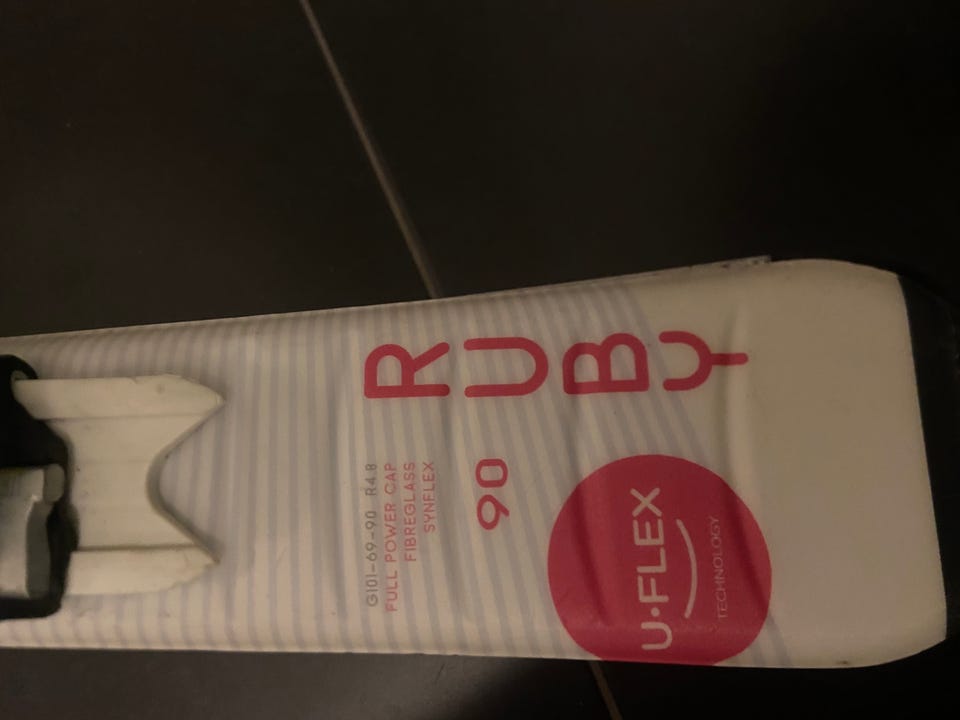 RUBY
90
G101-69-90 R4.8
FULL POWER CAP
FIBREGLASS
SYNFLEX
U·FLEX
TECHNOLOGY